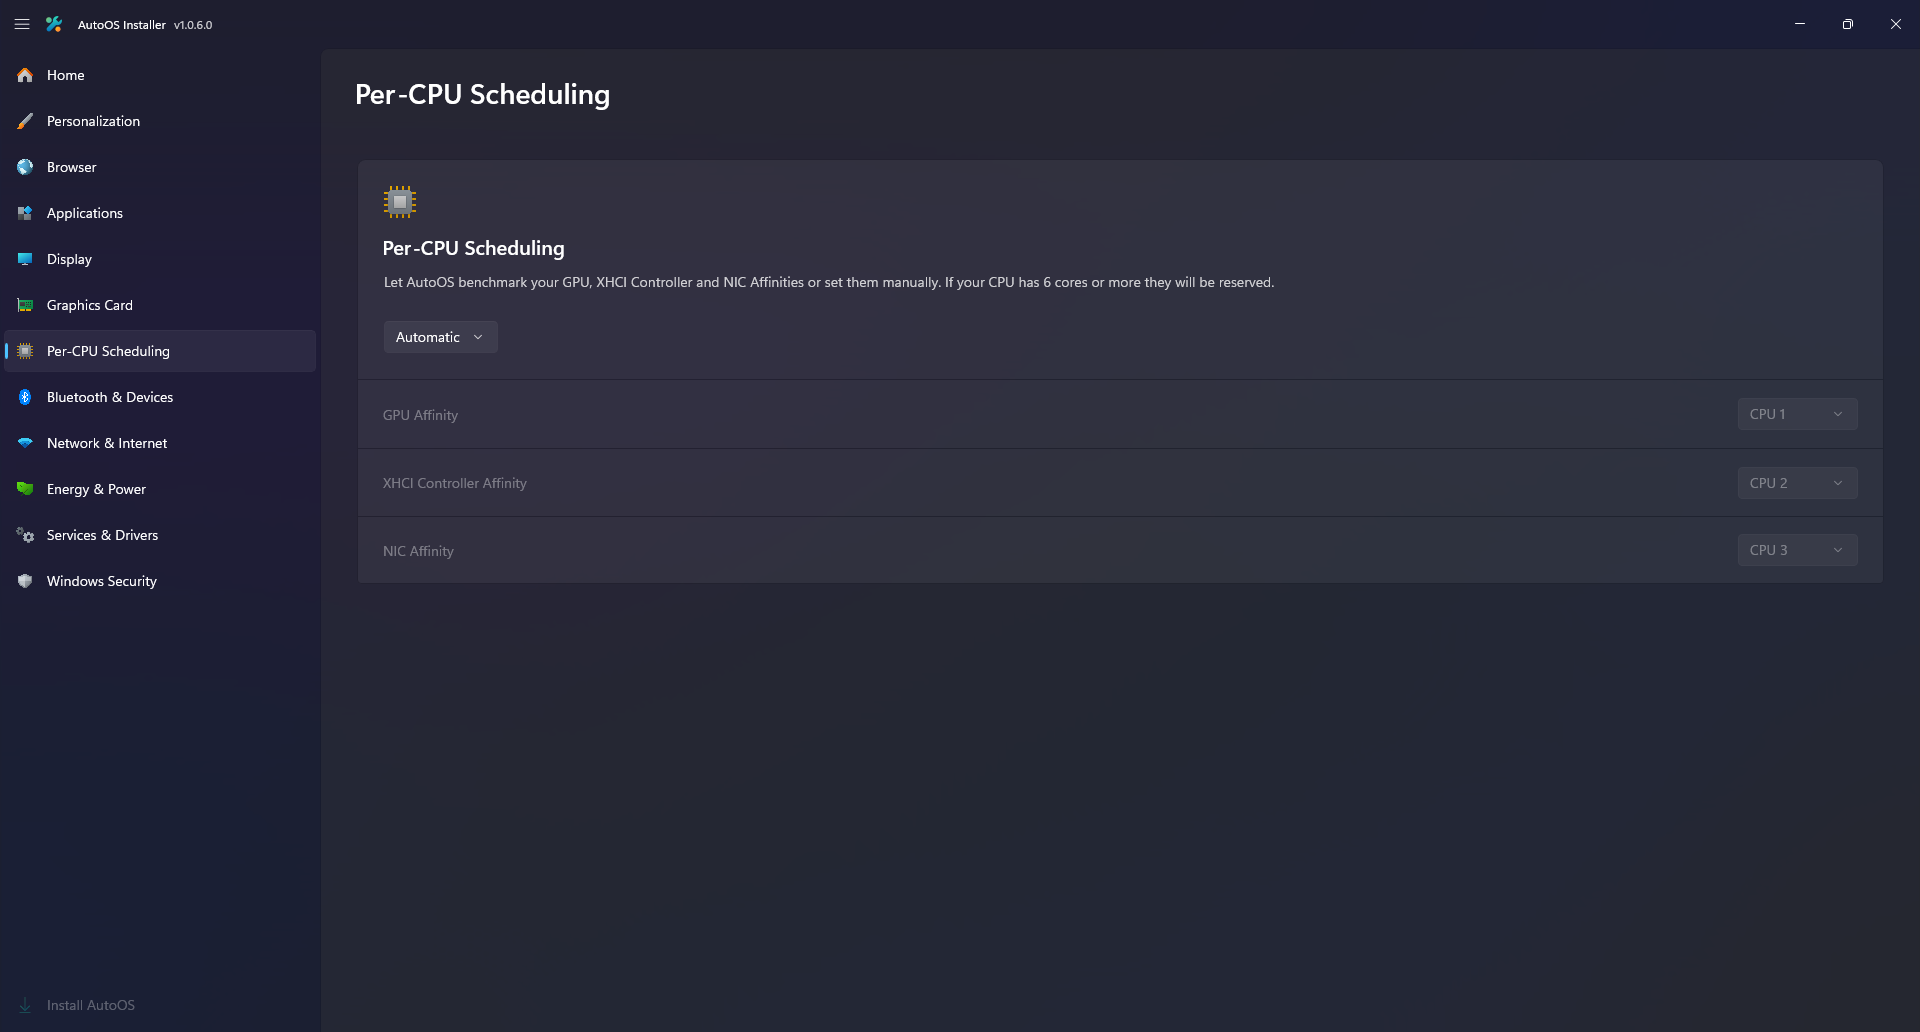 AutoOS Installer v1.0.6.0
Home
Personalization
Browser
Applications
Display
Graphics Card
Per-CPU Scheduling
Bluetooth & Devices
Network & Internet
Energy & Power
Services & Drivers
Windows Security
Install AutoOS
Per-CPU Scheduling
Per-CPU Scheduling
Let AutoOS benchmark your GPU, XHCI Controller and NIC Affinities or set them manually. If your CPU has 6 cores or more they will be reserved.
Automatic
GPU Affinity CPU 1
XHCI Controller Affinity CPU 2
NIC Affinity CPU 3